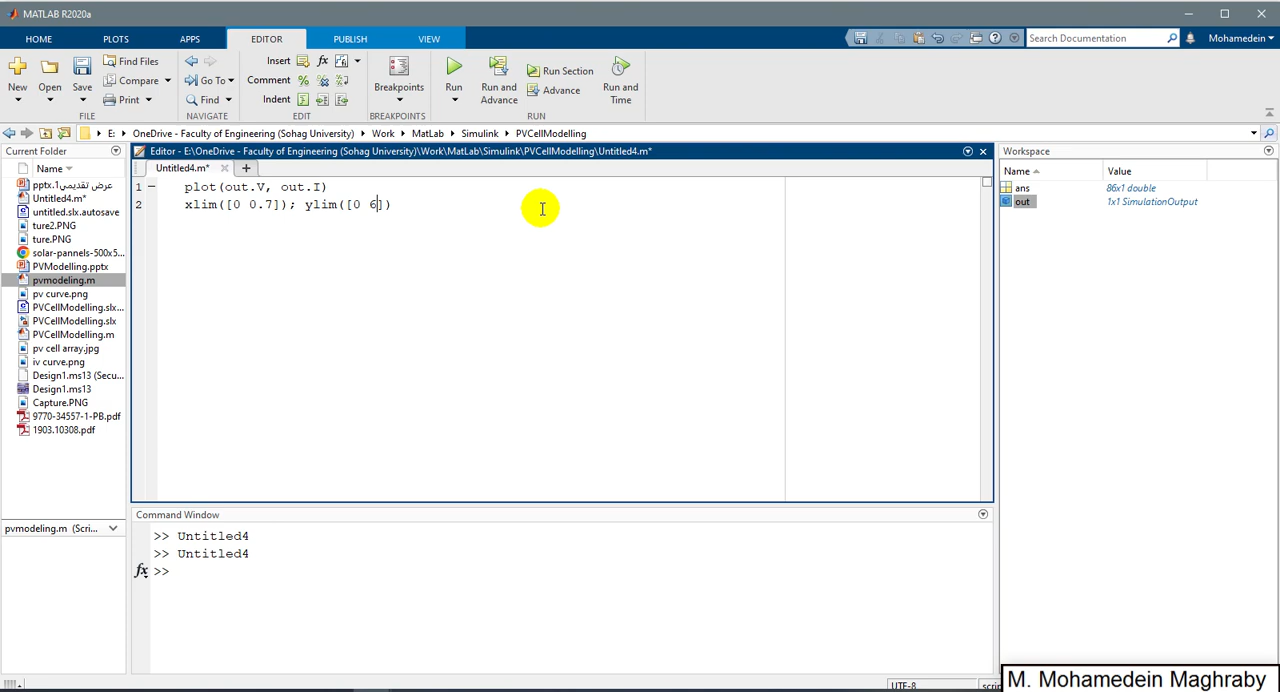 MATLAB R2020a
HOME PLOTS APPS EDITOR PUBLISH VIEW Search Documentation Mohamedein
New Open Save Find Files Compare Print FILE
Go To Find NAVIGATE
Insert fx Comment Indent EDIT
Breakpoints BREAKPOINTS
Run Run and Advance Run Section Advance Run and Time RUN
E: OneDrive - Faculty of Engineering (Sohag University) Work MatLab Simulink PVCellModelling
Current Folder
Name
عرض تقديمي1.pptx
Untitled4.m*
untitled.slx.autosave
ture2.PNG
ture.PNG
solar-pannels-500x5...
PVModelling.pptx
pvmodeling.m
pv curve.png
PVCellModelling.slx...
PVCellModelling.slx
PVCellModelling.m
pv cell array.jpg
iv curve.png
Design1.ms13 (Secu...
Design1.ms13
Capture.PNG
9770-34557-1-PB.pdf
1903.10308.pdf
pvmodeling.m (Scri...
Editor - E:\OneDrive - Faculty of Engineering (Sohag University)\Work\MatLab\Simulink\PVCellModelling\Untitled4.m*
Untitled4.m*
1 plot(out.V, out.I)
2 xlim([0 0.7]); ylim([0 6])
Command Window
>> Untitled4
>> Untitled4
fx >>
Workspace
Name Value
ans 86x1 double
out 1x1 SimulationOutput
UTF-8 scrip
M. Mohamedein Maghraby